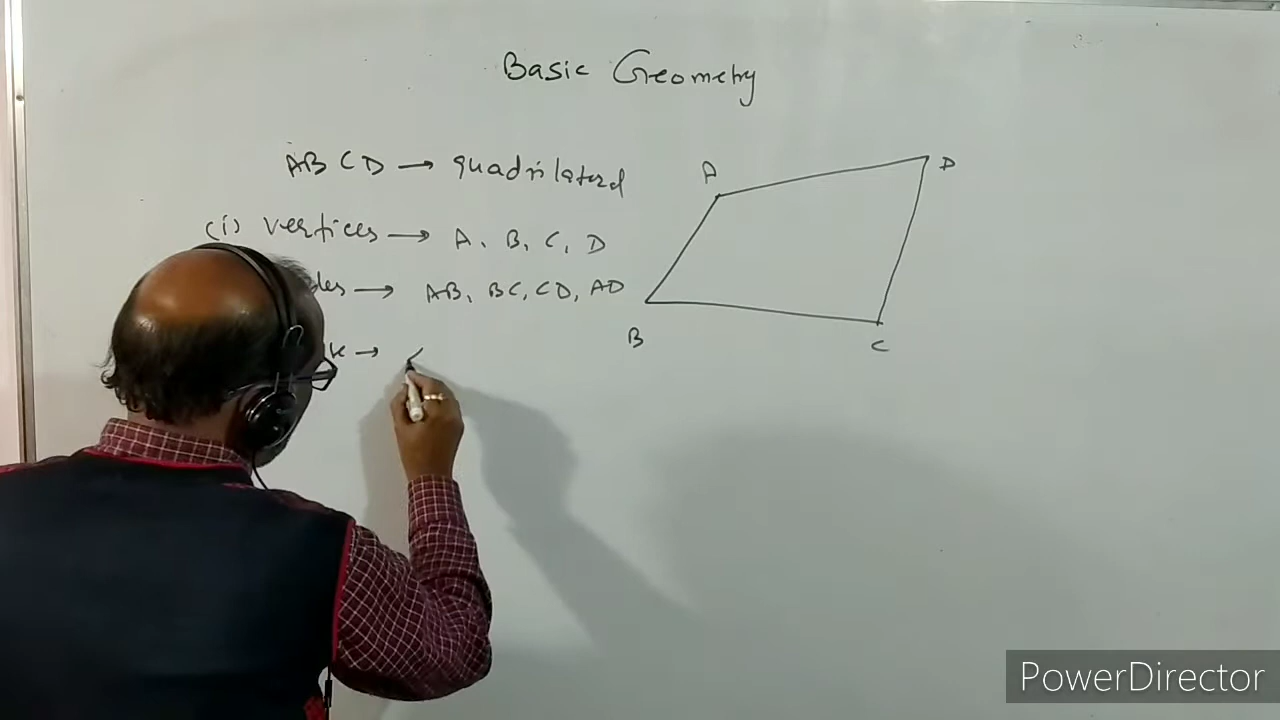 Basic Geometry
ABCD → quadrilateral
(i) vertices → A, B, C, D
→ AB, BC, CD, AD
→ <
A
D
B
C
PowerDirector